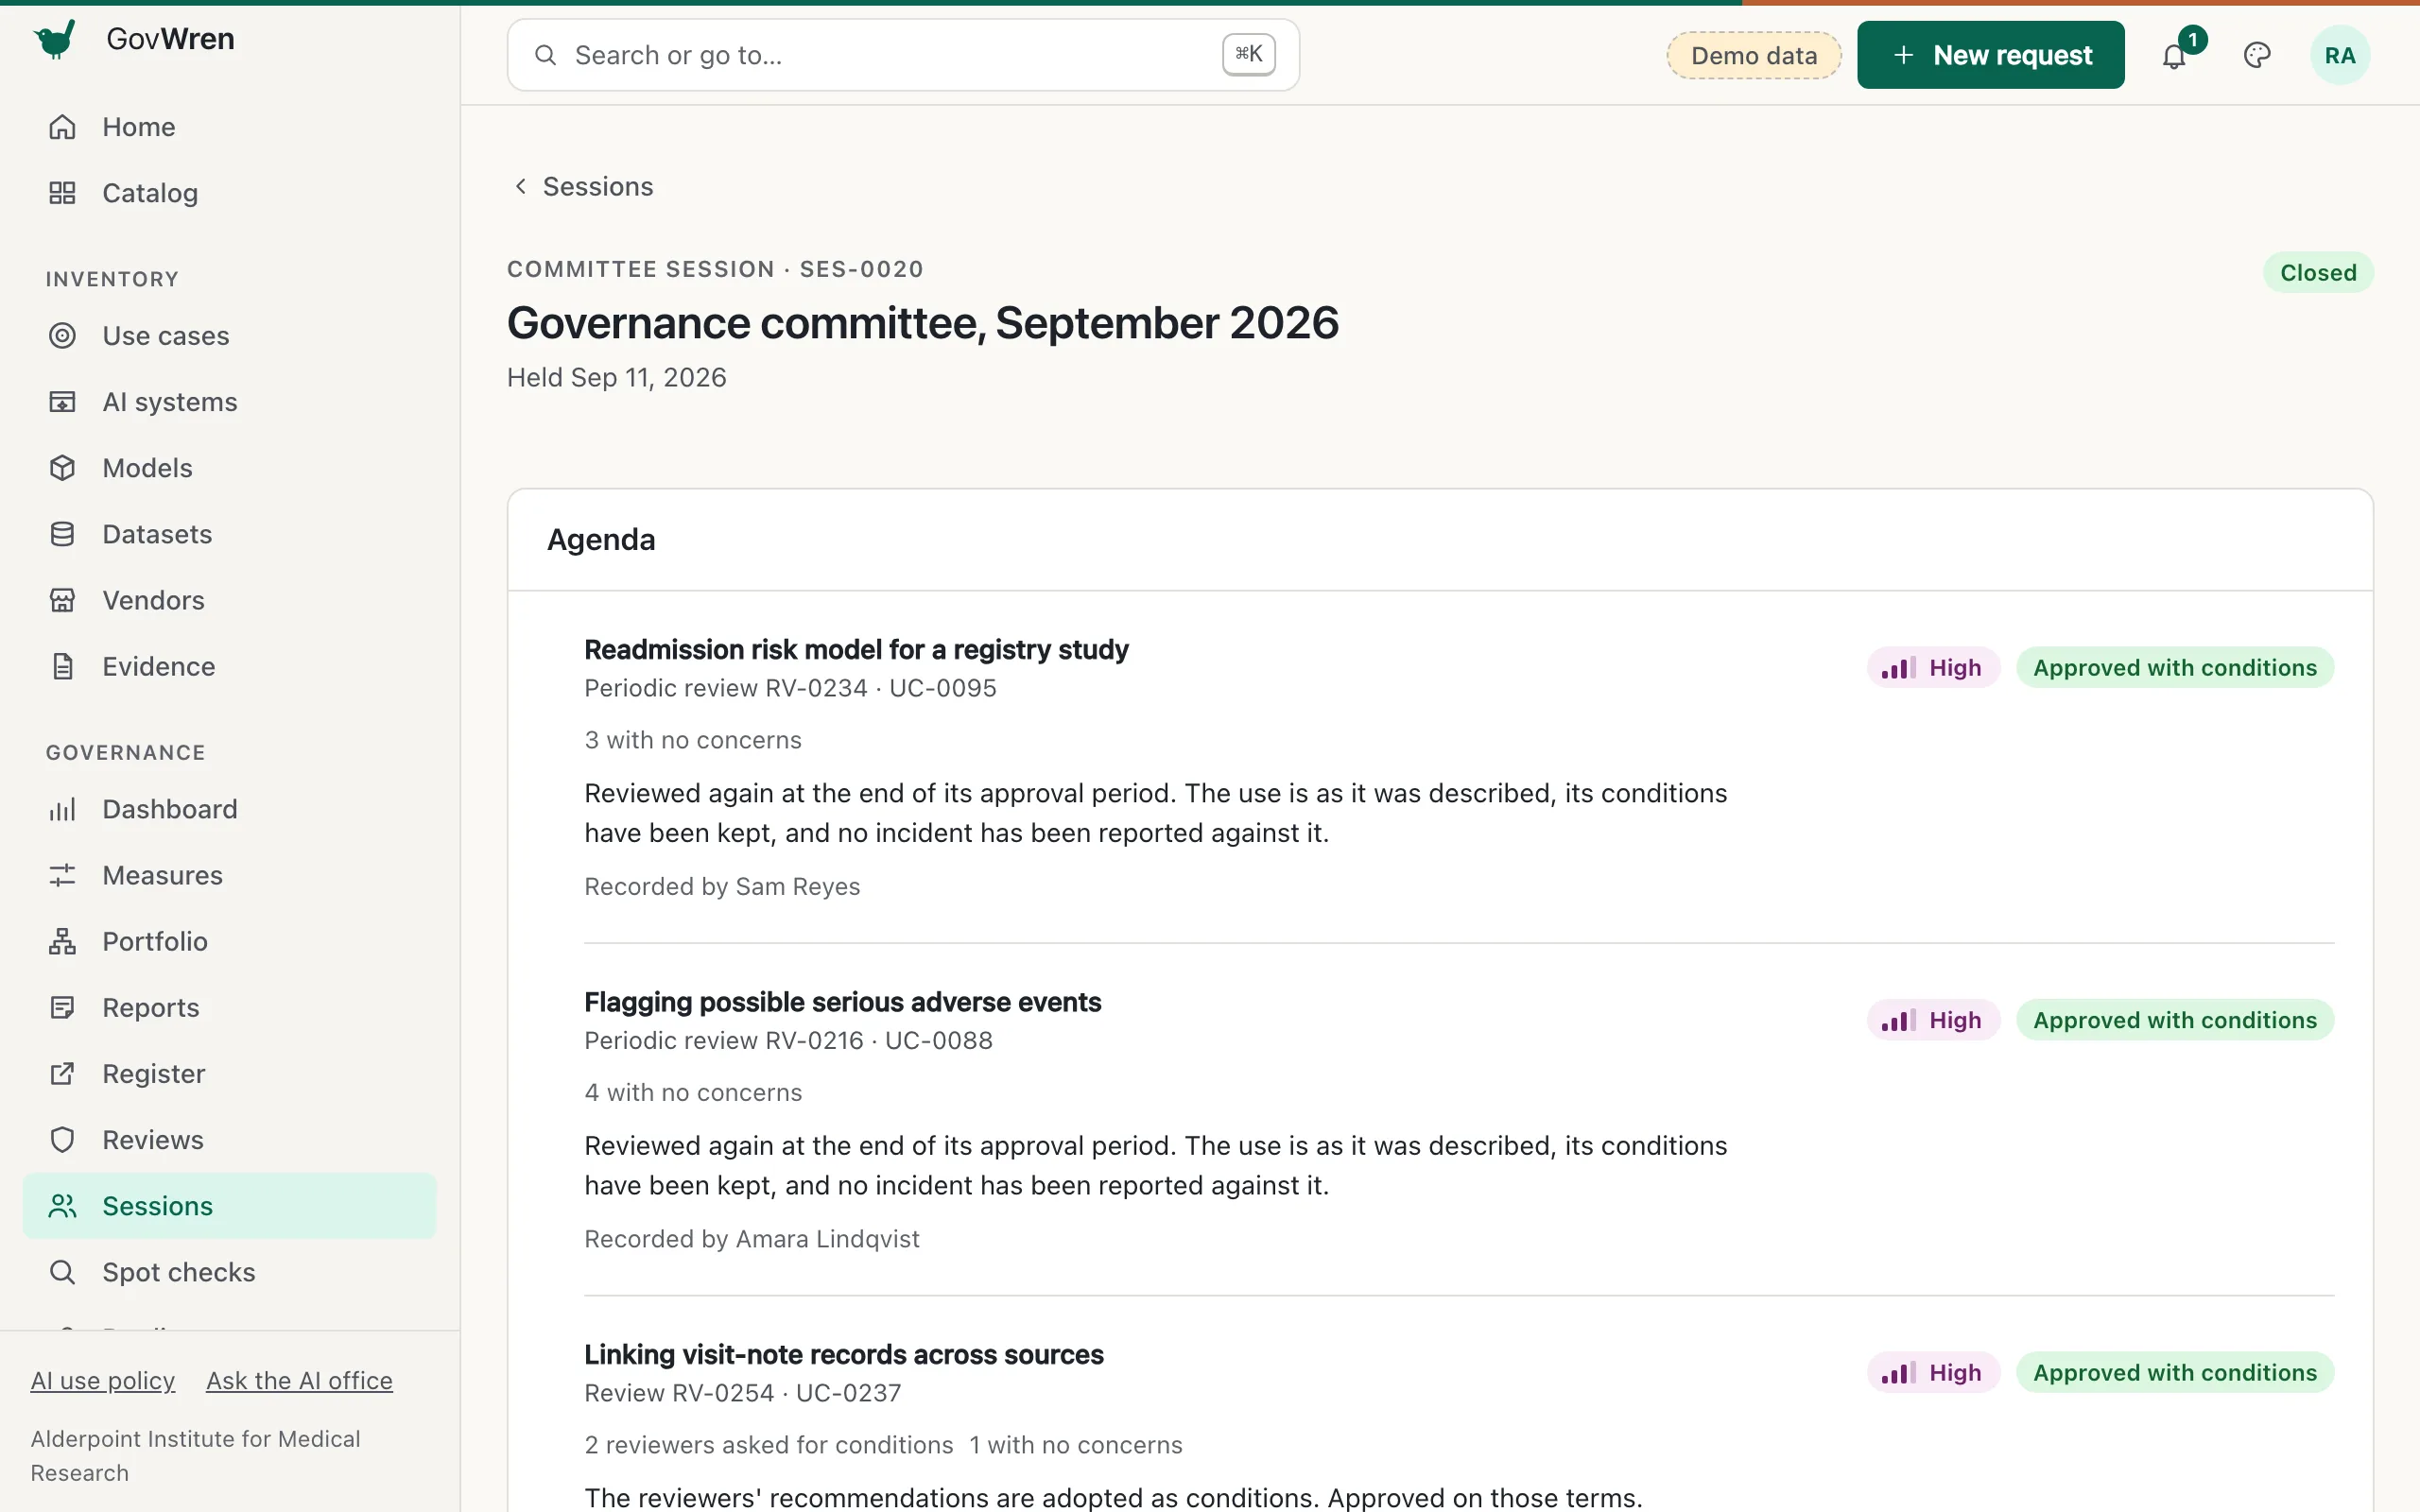 GovWren
Search or go to...
⌘K
Demo data
New request
1
RA
Home
Catalog
INVENTORY
Use cases
AI systems
Models
Datasets
Vendors
Evidence
GOVERNANCE
Dashboard
Measures
Portfolio
Reports
Register
Reviews
Sessions
Spot checks
AI use policy
Ask the AI office
Alderpoint Institute for Medical
Research
Sessions
COMMITTEE SESSION · SES-0020
Closed
Governance committee, September 2026
Held Sep 11, 2026
Agenda
Readmission risk model for a registry study
High
Approved with conditions
Periodic review RV-0234 · UC-0095
3 with no concerns
Reviewed again at the end of its approval period. The use is as it was described, its conditions
have been kept, and no incident has been reported against it.
Recorded by Sam Reyes
Flagging possible serious adverse events
High
Approved with conditions
Periodic review RV-0216 · UC-0088
4 with no concerns
Reviewed again at the end of its approval period. The use is as it was described, its conditions
have been kept, and no incident has been reported against it.
Recorded by Amara Lindqvist
Linking visit-note records across sources
High
Approved with conditions
Review RV-0254 · UC-0237
2 reviewers asked for conditions 1 with no concerns
The reviewers' recommendations are adopted as conditions. Approved on those terms.